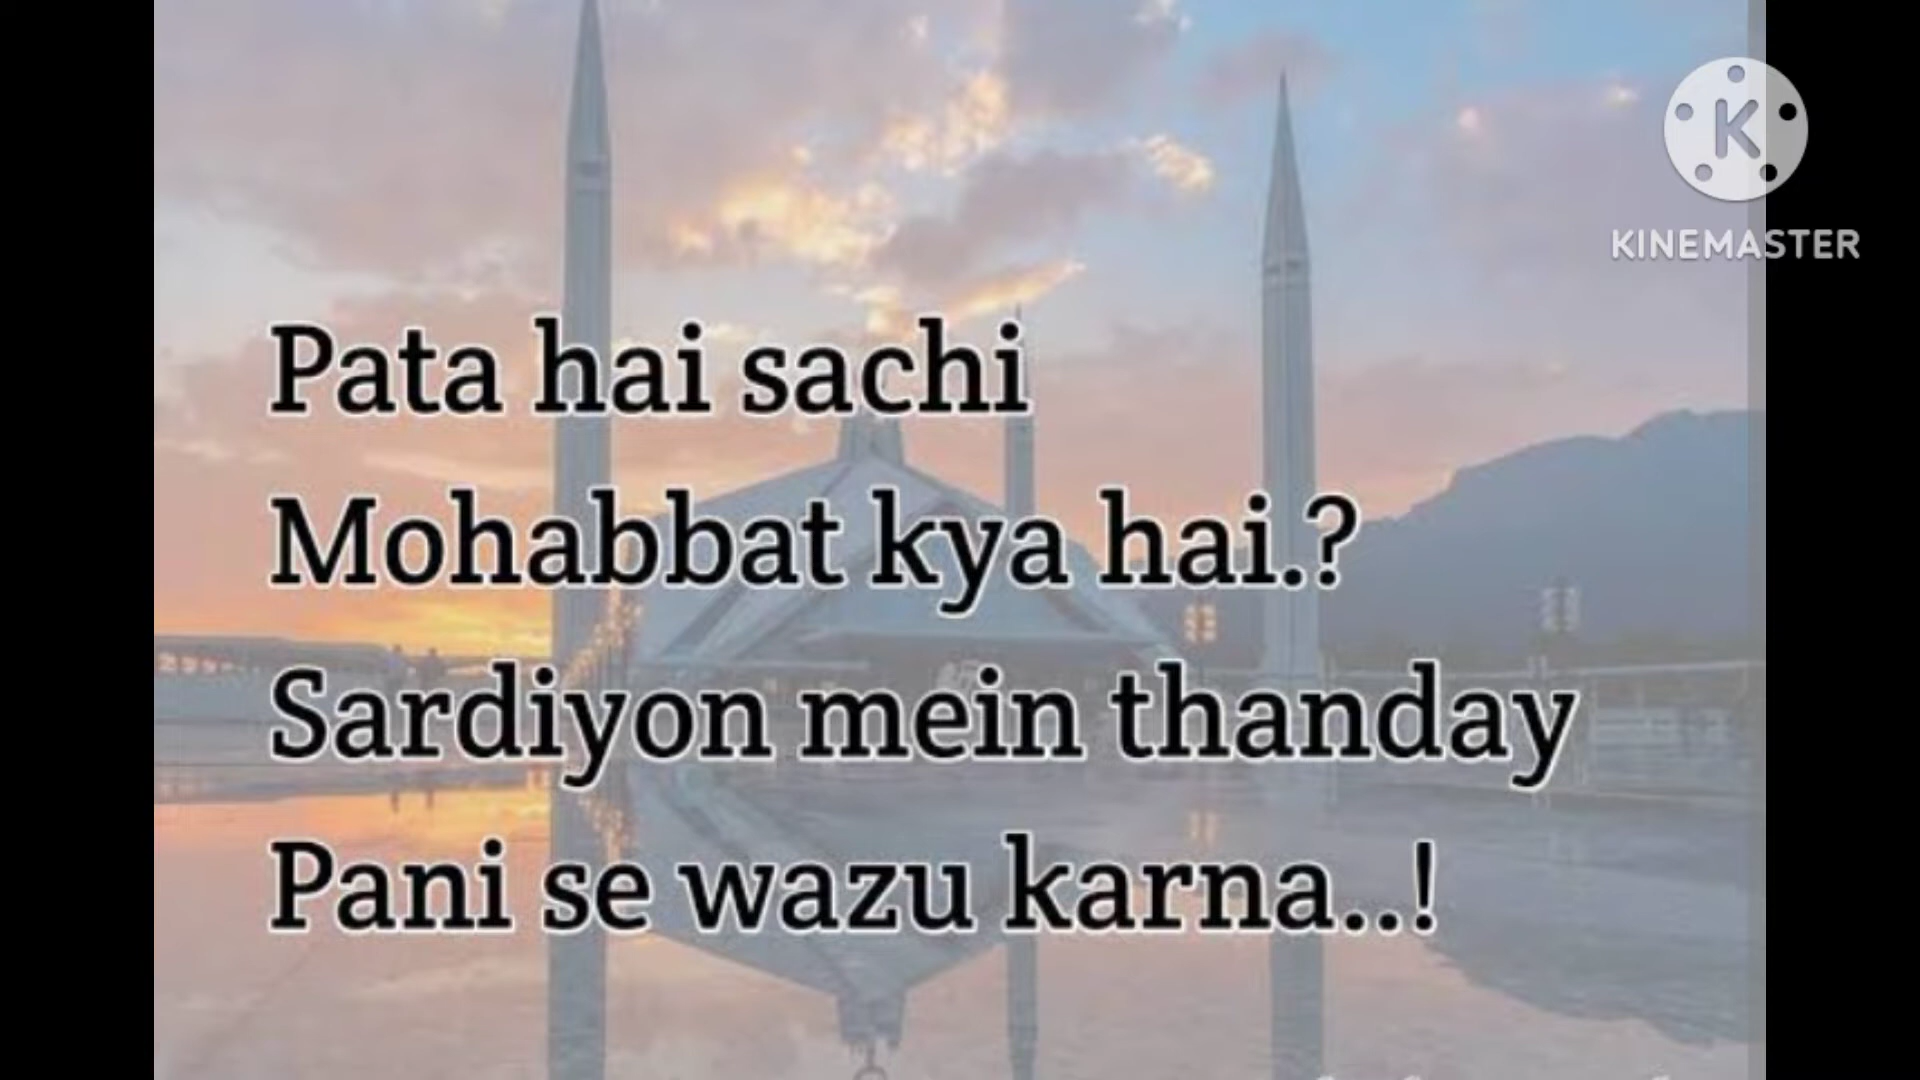 K
KINEMASTER
Pata hai sachi
Mohabbat kya hai.?
Sardiyon mein thanday
Pani se wazu karna..!